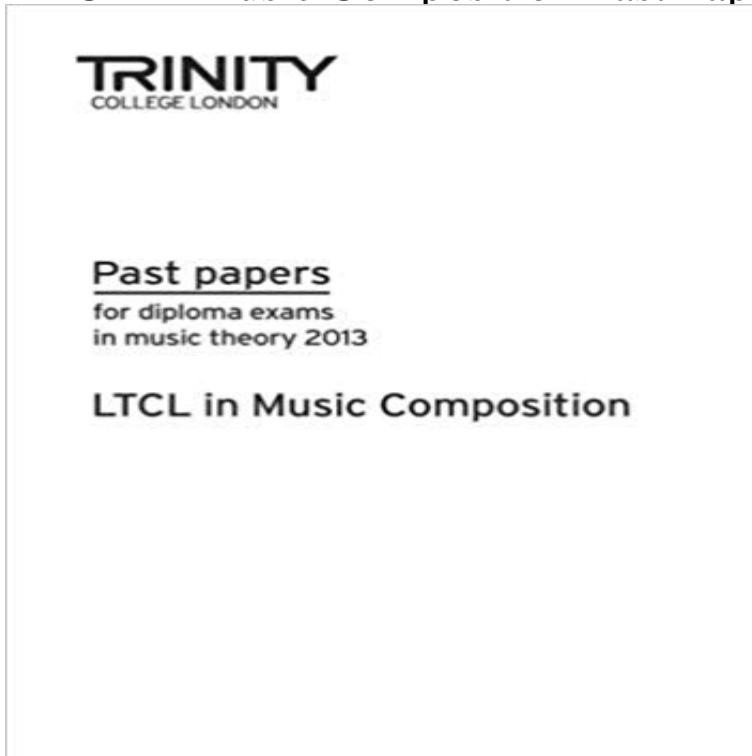 TRINITY
COLLEGE LONDON
Past papers
for diploma exams
in music theory 2013
LTCL in Music Composition